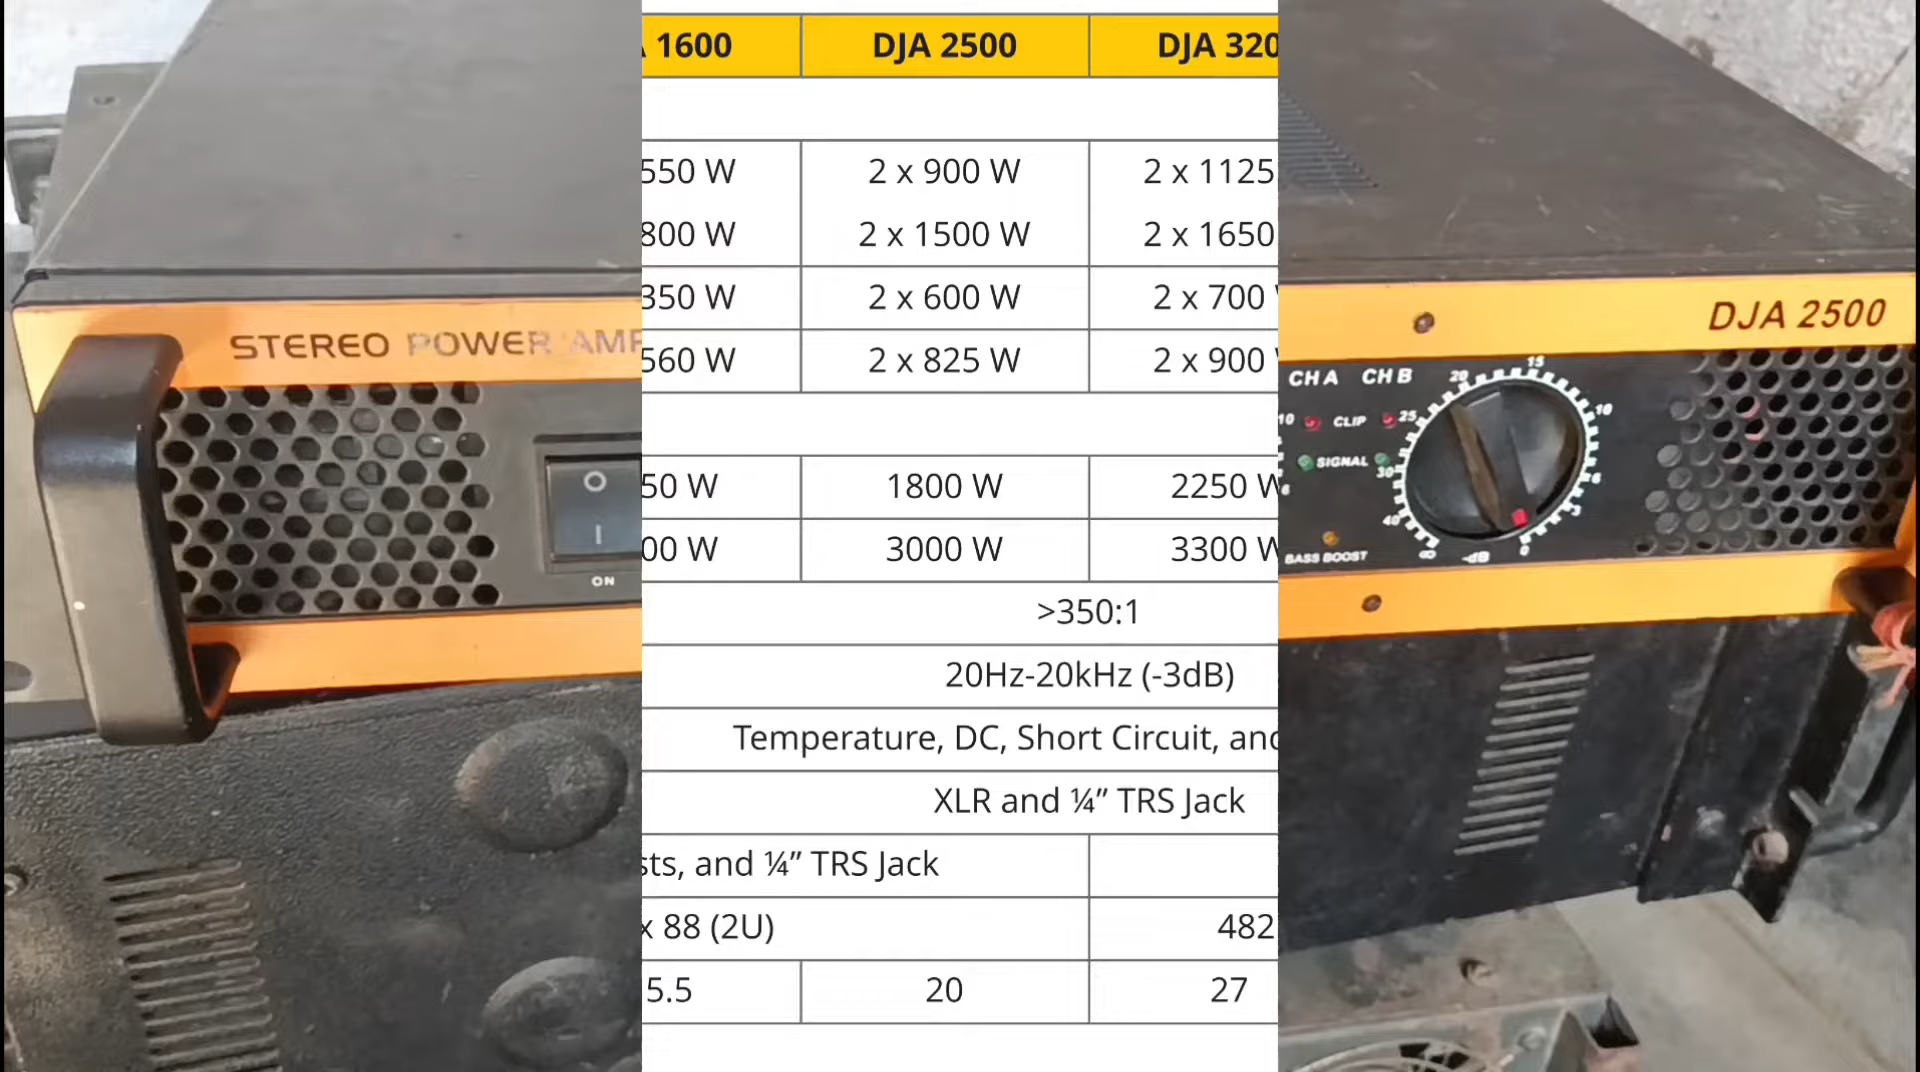 STEREO POWER AMP
ON
1600
DJA 2500
DJA 320
550 W
2 x 900 W
2 x 1125
800 W
2 x 1500 W
2 x 1650
350 W
2 x 600 W
2 x 700
560 W
2 x 825 W
2 x 900
50 W
1800 W
2250 W
00 W
3000 W
3300 W
>350:1
20Hz-20kHz (-3dB)
Temperature, DC, Short Circuit, and
XLR and ¼” TRS Jack
sts, and ¼” TRS Jack
x 88 (2U)
482
5.5
20
27
DJA 2500
CH A CH B
10 CLIP 25
SIGNAL 30
6
40
BASS BOOST
∞ -dB 0
20 15 10 6 3